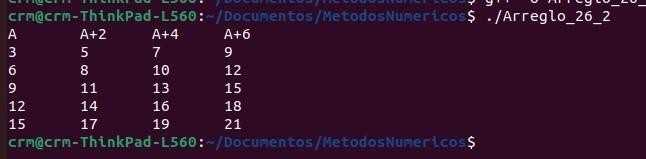 crm@crm-ThinkPad-L560:~/Documentos/MetodosNumericos$
crm@crm-ThinkPad-L560:~/Documentos/MetodosNumericos$ ./Arreglo_26_2
A A+2 A+4 A+6
3 5 7 9
6 8 10 12
9 11 13 15
12 14 16 18
15 17 19 21
crm@crm-ThinkPad-L560:~/Documentos/MetodosNumericos$